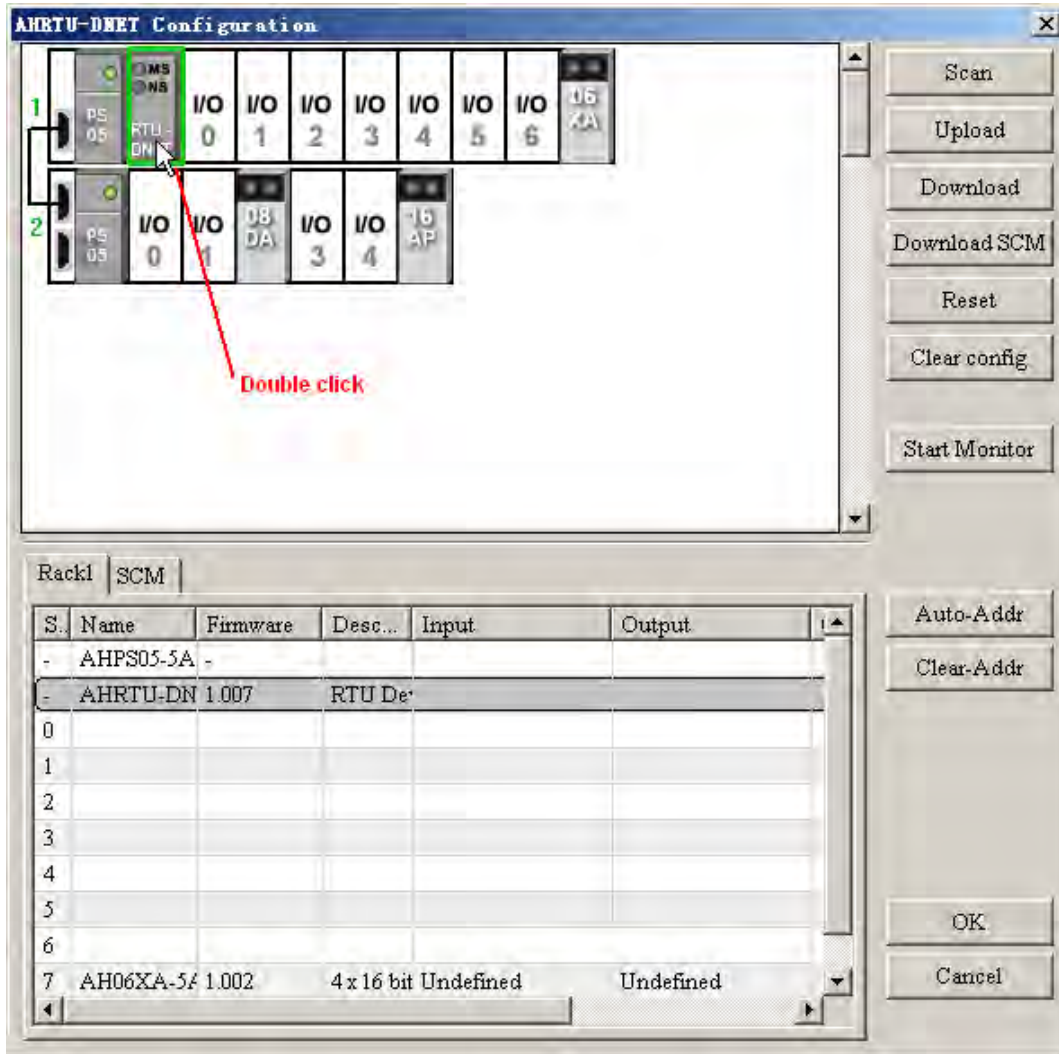 AHRTU-DNET Configuration
1
PS 05
MS
NS
RTU-
I/O 0
I/O 1
I/O 2
I/O 3
I/O 4
I/O 5
I/O 6
06 XA
2
PS 05
I/O 0
I/O 1
08 DA
I/O 3
I/O 4
16 AP
Double click
Scan
Upload
Download
Download SCM
Reset
Clear config
Start Monitor
Rack1 SCM
S.. Name Firmware Desc... Input Output
- AHPS05-5A -
- AHRTU-DN 1.007 RTU De
0
1
2
3
4
5
6
7 AH06XA-5A 1.002 4 x 16 bit Undefined Undefined
Auto-Addr
Clear-Addr
OK
Cancel